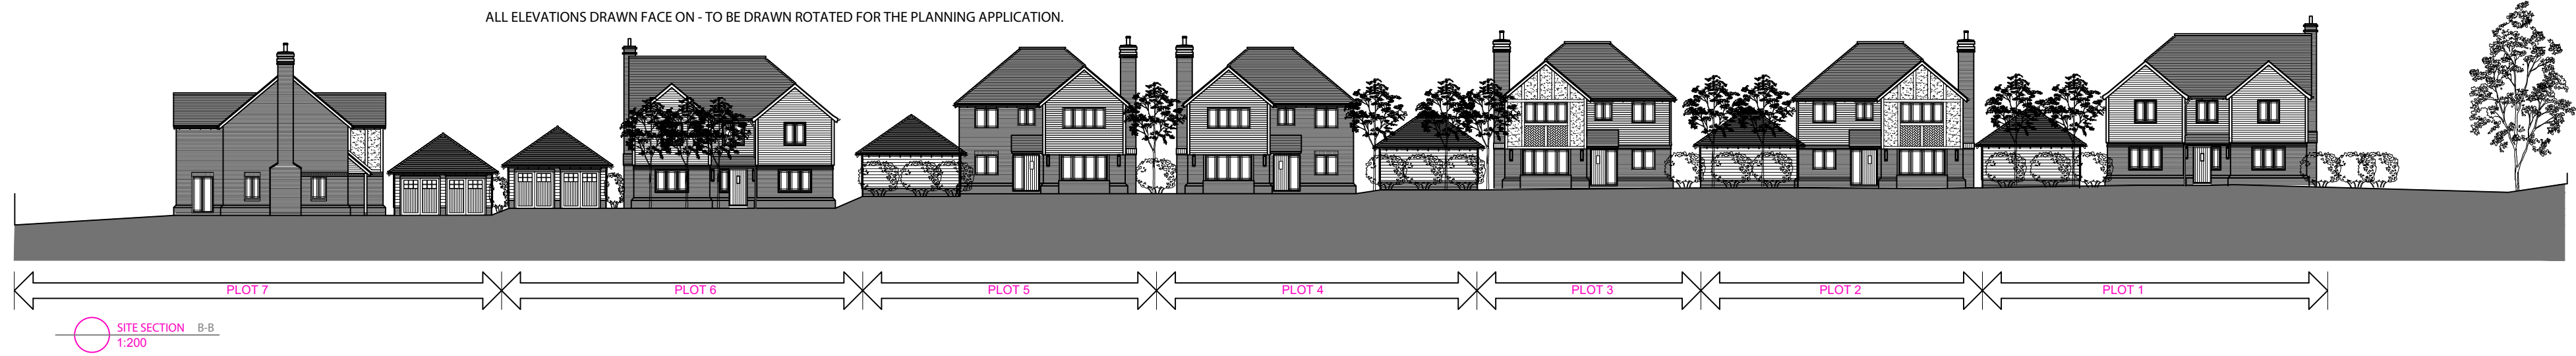 ALL ELEVATIONS DRAWN FACE ON - TO BE DRAWN ROTATED FOR THE PLANNING APPLICATION.
PLOT 7
PLOT 6
PLOT 5
PLOT 4
PLOT 3
PLOT 2
PLOT 1
SITE SECTION B-B
1:200